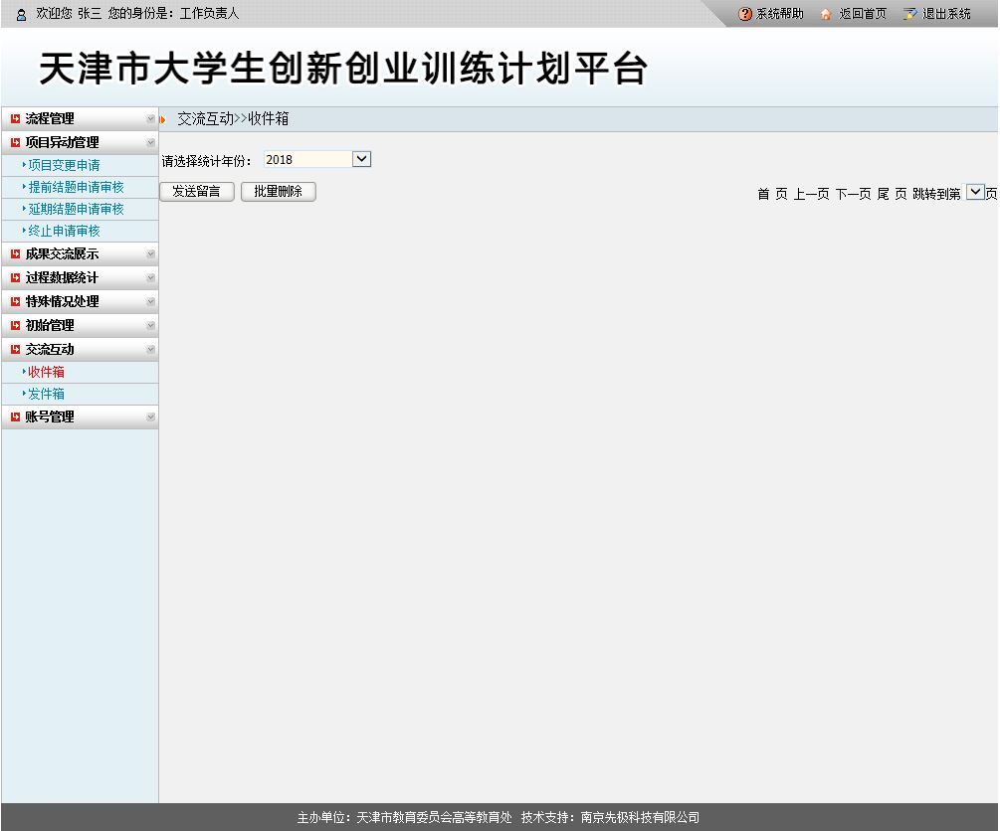 欢迎您 张三 您的身份是：工作负责人
系统帮助 返回首页 退出系统
天津市大学生创新创业训练计划平台
流程管理
项目异动管理
项目变更申请
提前结题申请审核
延期结题申请审核
终止申请审核
成果交流展示
过程数据统计
特殊情况处理
初始管理
交流互动
收件箱
发件箱
账号管理
交流互动>>收件箱
请选择统计年份： 2018
发送留言 批量删除
首 页 上一页 下一页 尾 页 跳转到第 页
主办单位：天津市教育委员会高等教育处 技术支持：南京先极科技有限公司